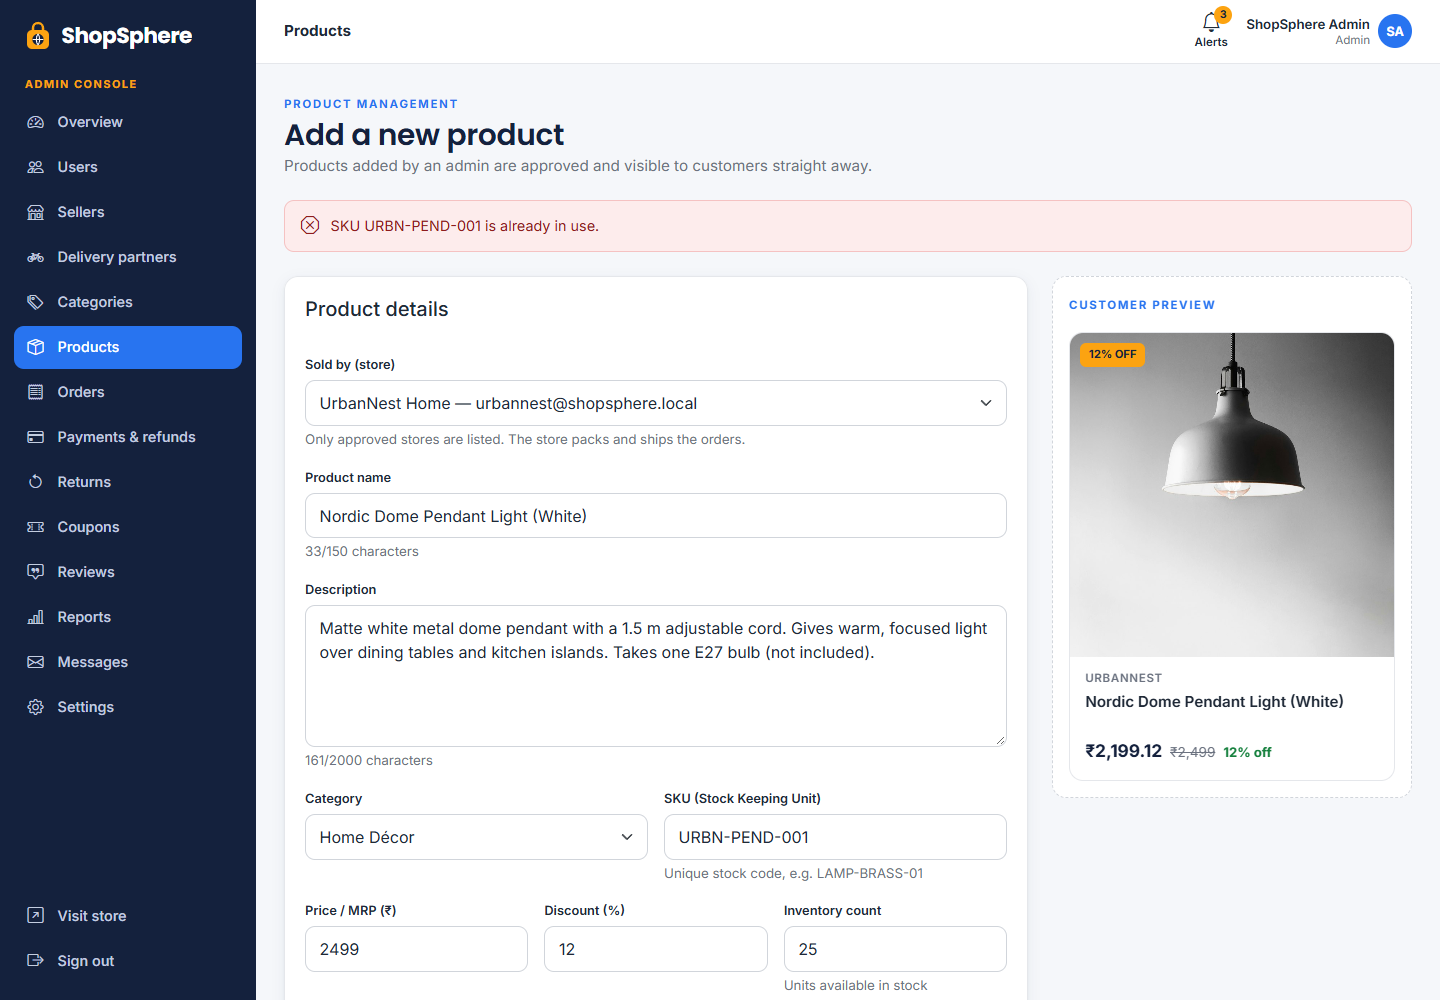 ShopSphere
ADMIN CONSOLE
Overview
Users
Sellers
Delivery partners
Categories
Products
Orders
Payments & refunds
Returns
Coupons
Reviews
Reports
Messages
Settings
Visit store
Sign out
Products
3
Alerts
ShopSphere Admin
Admin
SA
PRODUCT MANAGEMENT
Add a new product
Products added by an admin are approved and visible to customers straight away.
SKU URBN-PEND-001 is already in use.
Product details
Sold by (store)
UrbanNest Home — urbannest@shopsphere.local
Only approved stores are listed. The store packs and ships the orders.
Product name
Nordic Dome Pendant Light (White)
33/150 characters
Description
Matte white metal dome pendant with a 1.5 m adjustable cord. Gives warm, focused light
over dining tables and kitchen islands. Takes one E27 bulb (not included).
161/2000 characters
Category
Home Décor
SKU (Stock Keeping Unit)
URBN-PEND-001
Unique stock code, e.g. LAMP-BRASS-01
Price / MRP (₹)
2499
Discount (%)
12
Inventory count
25
Units available in stock
CUSTOMER PREVIEW
12% OFF
URBANNEST
Nordic Dome Pendant Light (White)
₹2,199.12 ₹2,499 12% off